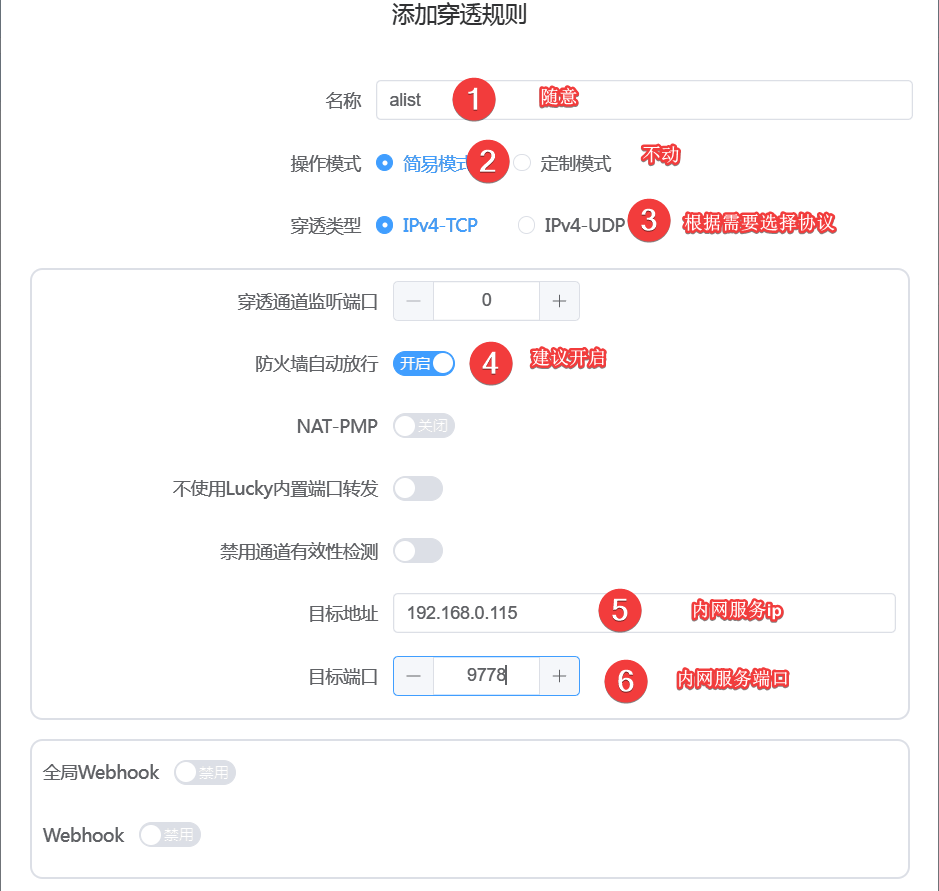 添加穿透规则
名称 alist 1 随意
操作模式 简易模式 2 定制模式 不动
穿透类型 IPv4-TCP IPv4-UDP 3 根据需要选择协议
穿透通道监听端口 — 0 +
防火墙自动放行 开启 4 建议开启
NAT-PMP 关闭
不使用Lucky内置端口转发
禁用通道有效性检测
目标地址 192.168.0.115 5 内网服务ip
目标端口 — 9778 + 6 内网服务端口
全局Webhook 禁用
Webhook 禁用